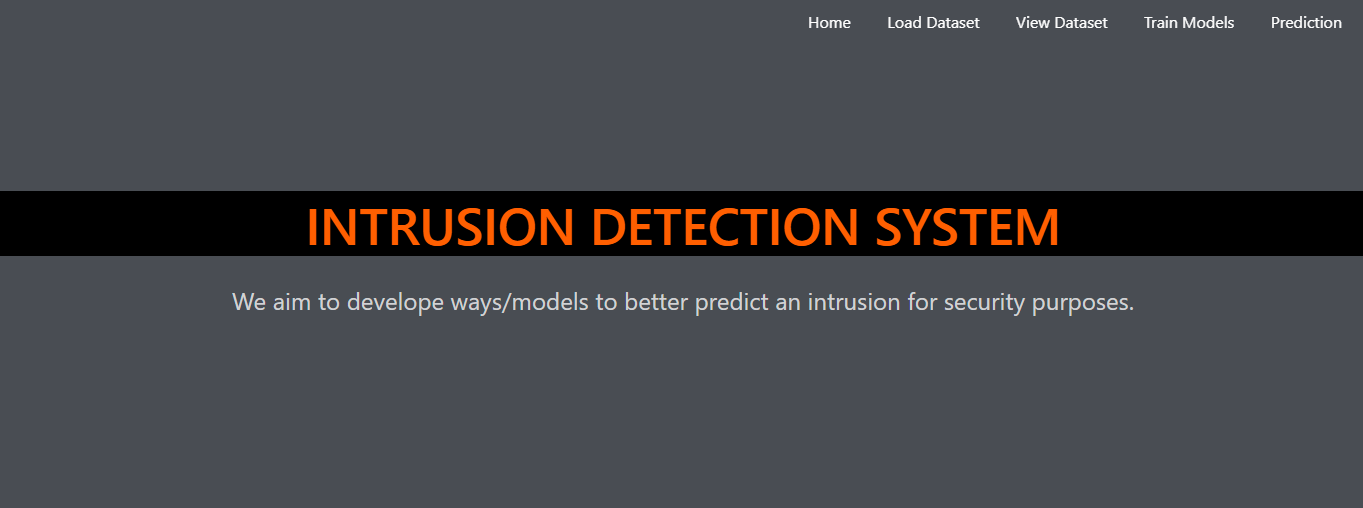 Home Load Dataset View Dataset Train Models Prediction
INTRUSION DETECTION SYSTEM
We aim to develope ways/models to better predict an intrusion for security purposes.